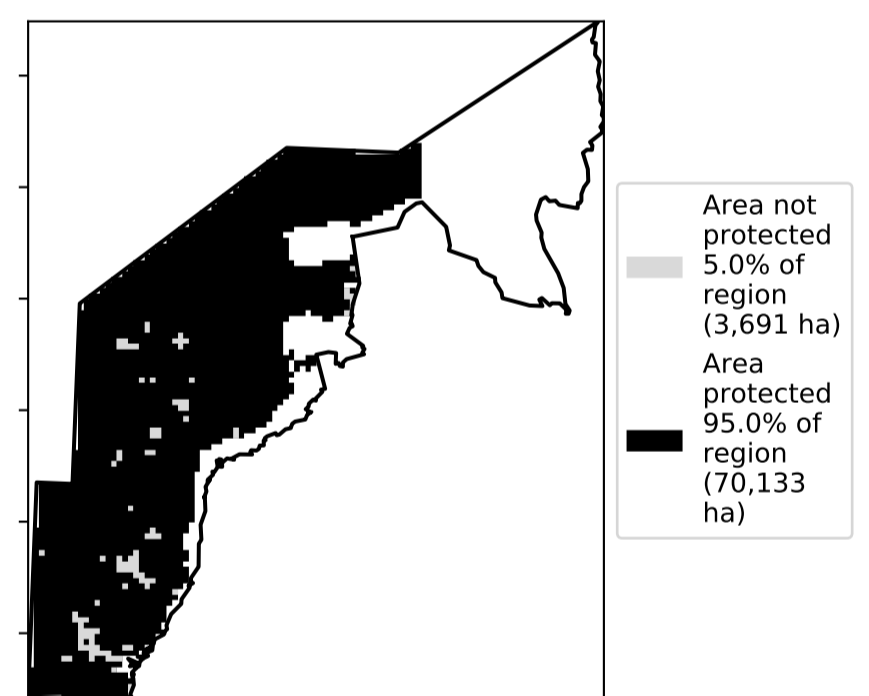 Area not
protected
5.0% of
region
(3,691 ha)
Area
protected
95.0% of
region
(70,133
ha)